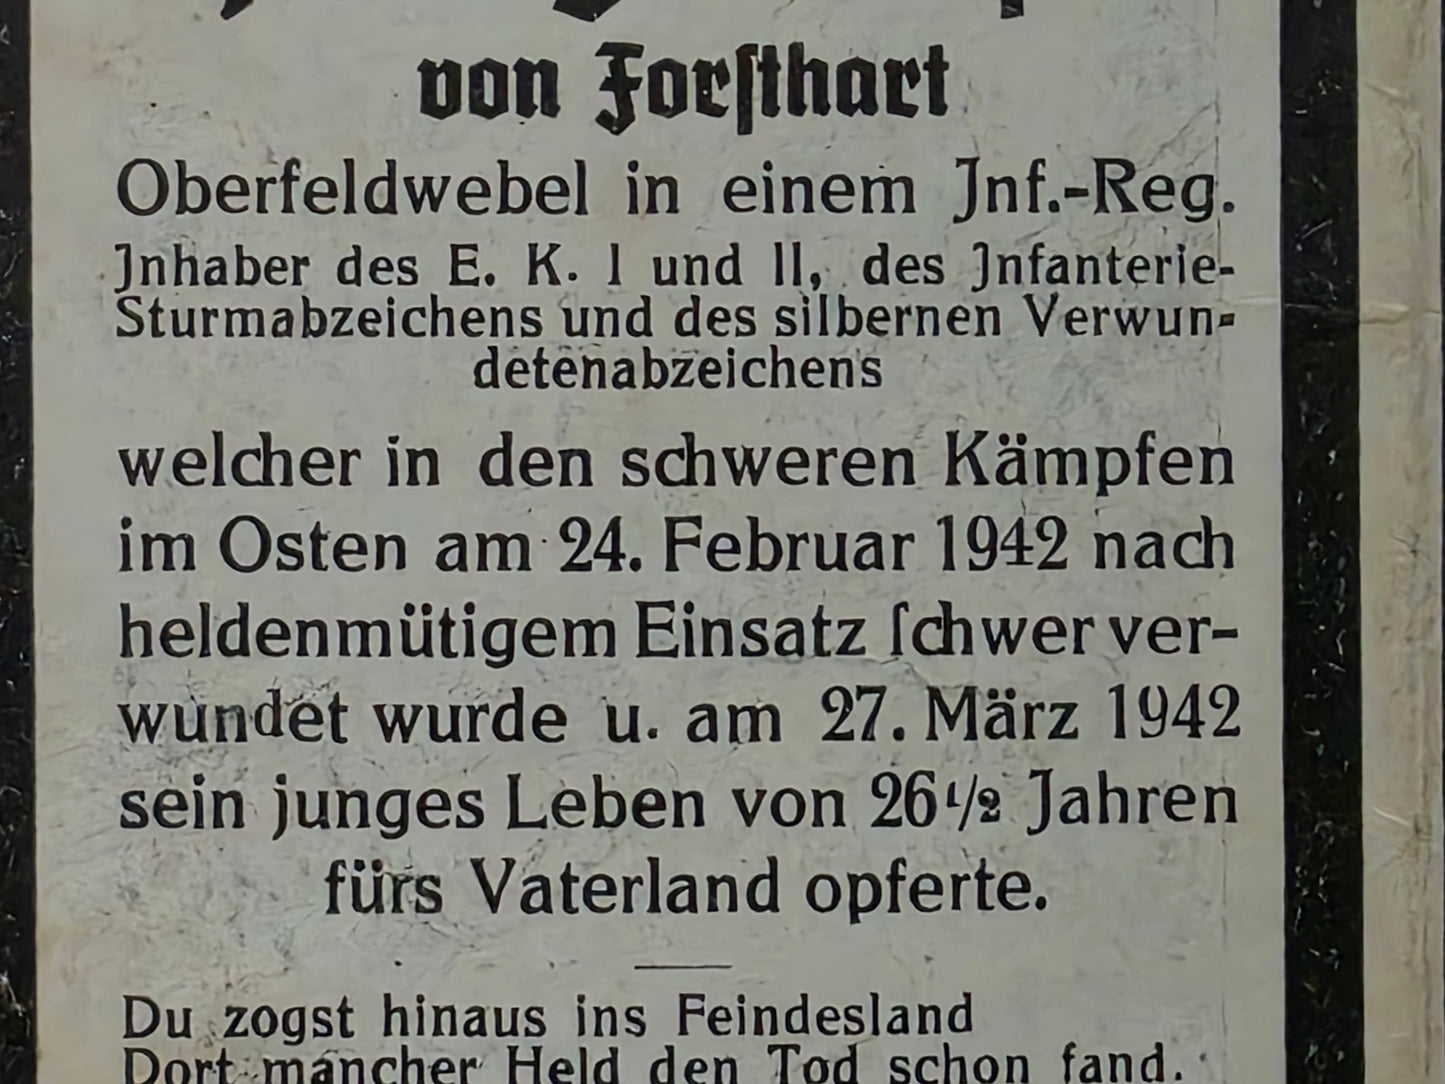 von Forſthart
Oberfeldwebel in einem Jnf.-Reg.
Jnhaber des E. K. I und II, des Jnfanterie-
Sturmabzeichens und des silbernen Verwun-
detenabzeichens
welcher in den schweren Kämpfen
im Osten am 24. Februar 1942 nach
heldenmütigem Einsatz ſchwer ver-
wundet wurde u. am 27. März 1942
sein junges Leben von 26 1/2 Jahren
fürs Vaterland opferte.
Du zogst hinaus ins Feindesland
Dort mancher Held den Tod schon fand.